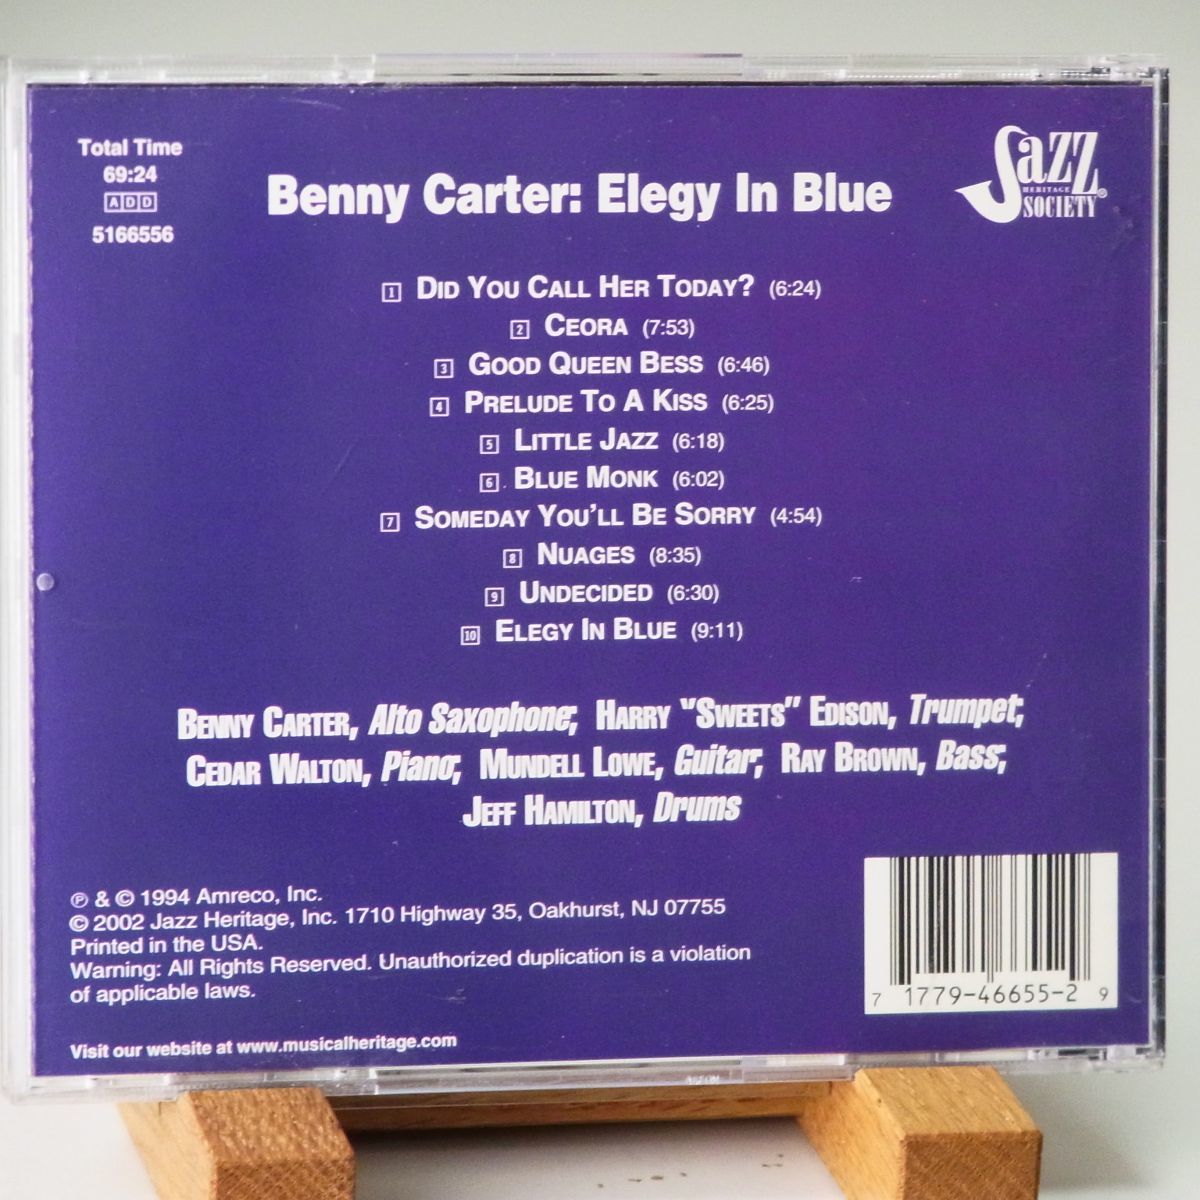 Total Time
69:24
ADD
5166556
Benny Carter: Elegy In Blue
Jazz
HERITAGE
SOCIETY®
1 DID YOU CALL HER TODAY? (6:24)
2 CEORA (7:53)
3 GOOD QUEEN BESS (6:46)
4 PRELUDE TO A KISS (6:25)
5 LITTLE JAZZ (6:18)
6 BLUE MONK (6:02)
7 SOMEDAY YOU'LL BE SORRY (4:54)
8 NUAGES (8:35)
9 UNDECIDED (6:30)
10 ELEGY IN BLUE (9:11)
BENNY CARTER, Alto Saxophone; HARRY "SWEETS" EDISON, Trumpet;
CEDAR WALTON, Piano; MUNDELL LOWE, Guitar; RAY BROWN, Bass;
JEFF HAMILTON, Drums
℗ & © 1994 Amreco, Inc.
© 2002 Jazz Heritage, Inc. 1710 Highway 35, Oakhurst, NJ 07755
Printed in the USA.
Warning: All Rights Reserved. Unauthorized duplication is a violation
of applicable laws.
Visit our website at www.musicalheritage.com
7 1779-46655-2 9